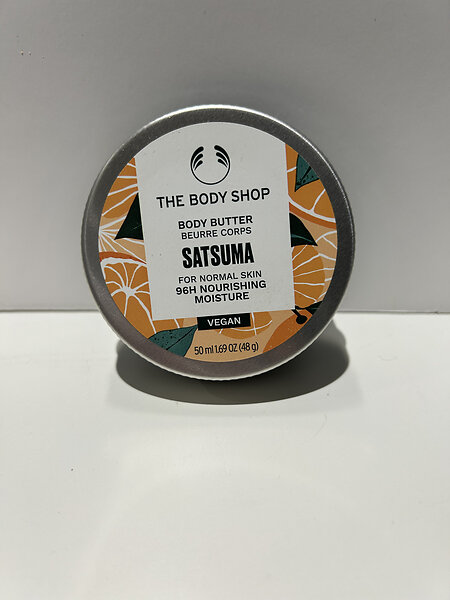 THE BODY SHOP
BODY BUTTER
BEURRE CORPS
SATSUMA
FOR NORMAL SKIN
96H NOURISHING
MOISTURE
VEGAN
50 ml 1.69 OZ (48 g)